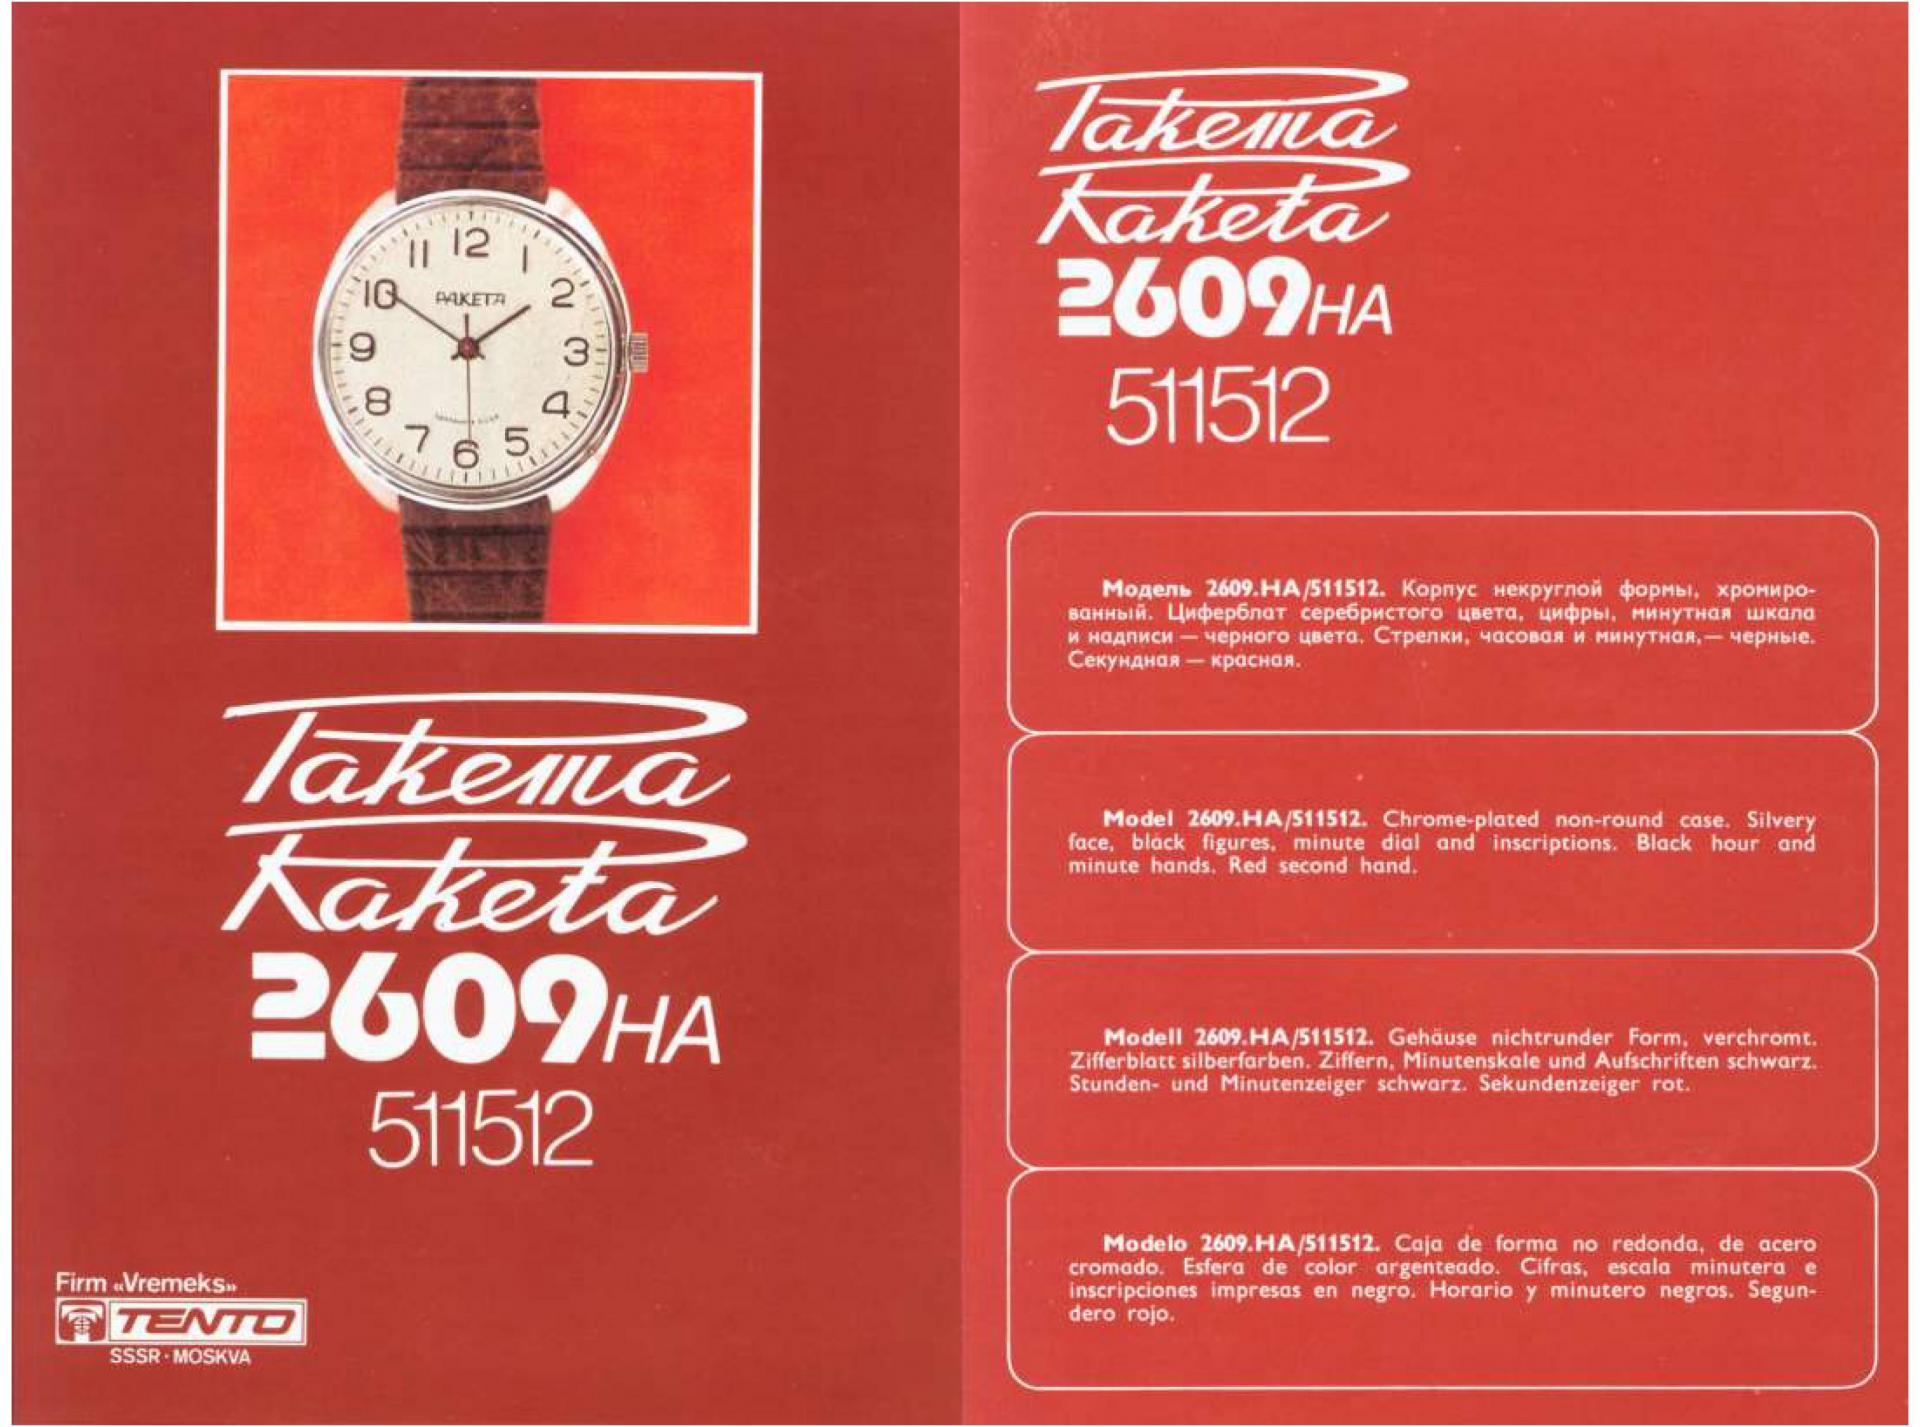 12
11
1
10
РАКЕТА
2
9
3
8
4
7
5
6
Ракета
Raketa
2609НА
511512
Firm «Vremeks»
TENTO
SSSR · MOSKVA
Ракета
Raketa
2609НА
511512
Модель 2609.НА/511512. Корпус некруглой формы, хромиро-
ванный. Циферблат серебристого цвета, цифры, минутная шкала
и надписи — черного цвета. Стрелки, часовая и минутная,— черные.
Секундная — красная.
Model 2609.HA/511512. Chrome-plated non-round case. Silvery
face, black figures, minute dial and inscriptions. Black hour and
minute hands. Red second hand.
Modell 2609.HA/511512. Gehäuse nichtrunder Form, verchromt.
Zifferblatt silberfarben. Ziffern, Minutenskale und Aufschriften schwarz.
Stunden- und Minutenzeiger schwarz. Sekundenzeiger rot.
Modelo 2609.HA/511512. Caja de forma no redonda, de acero
cromado. Esfera de color argenteado. Cifras, escala minutera e
inscripciones impresas en negro. Horario y minutero negros. Segun-
dero rojo.